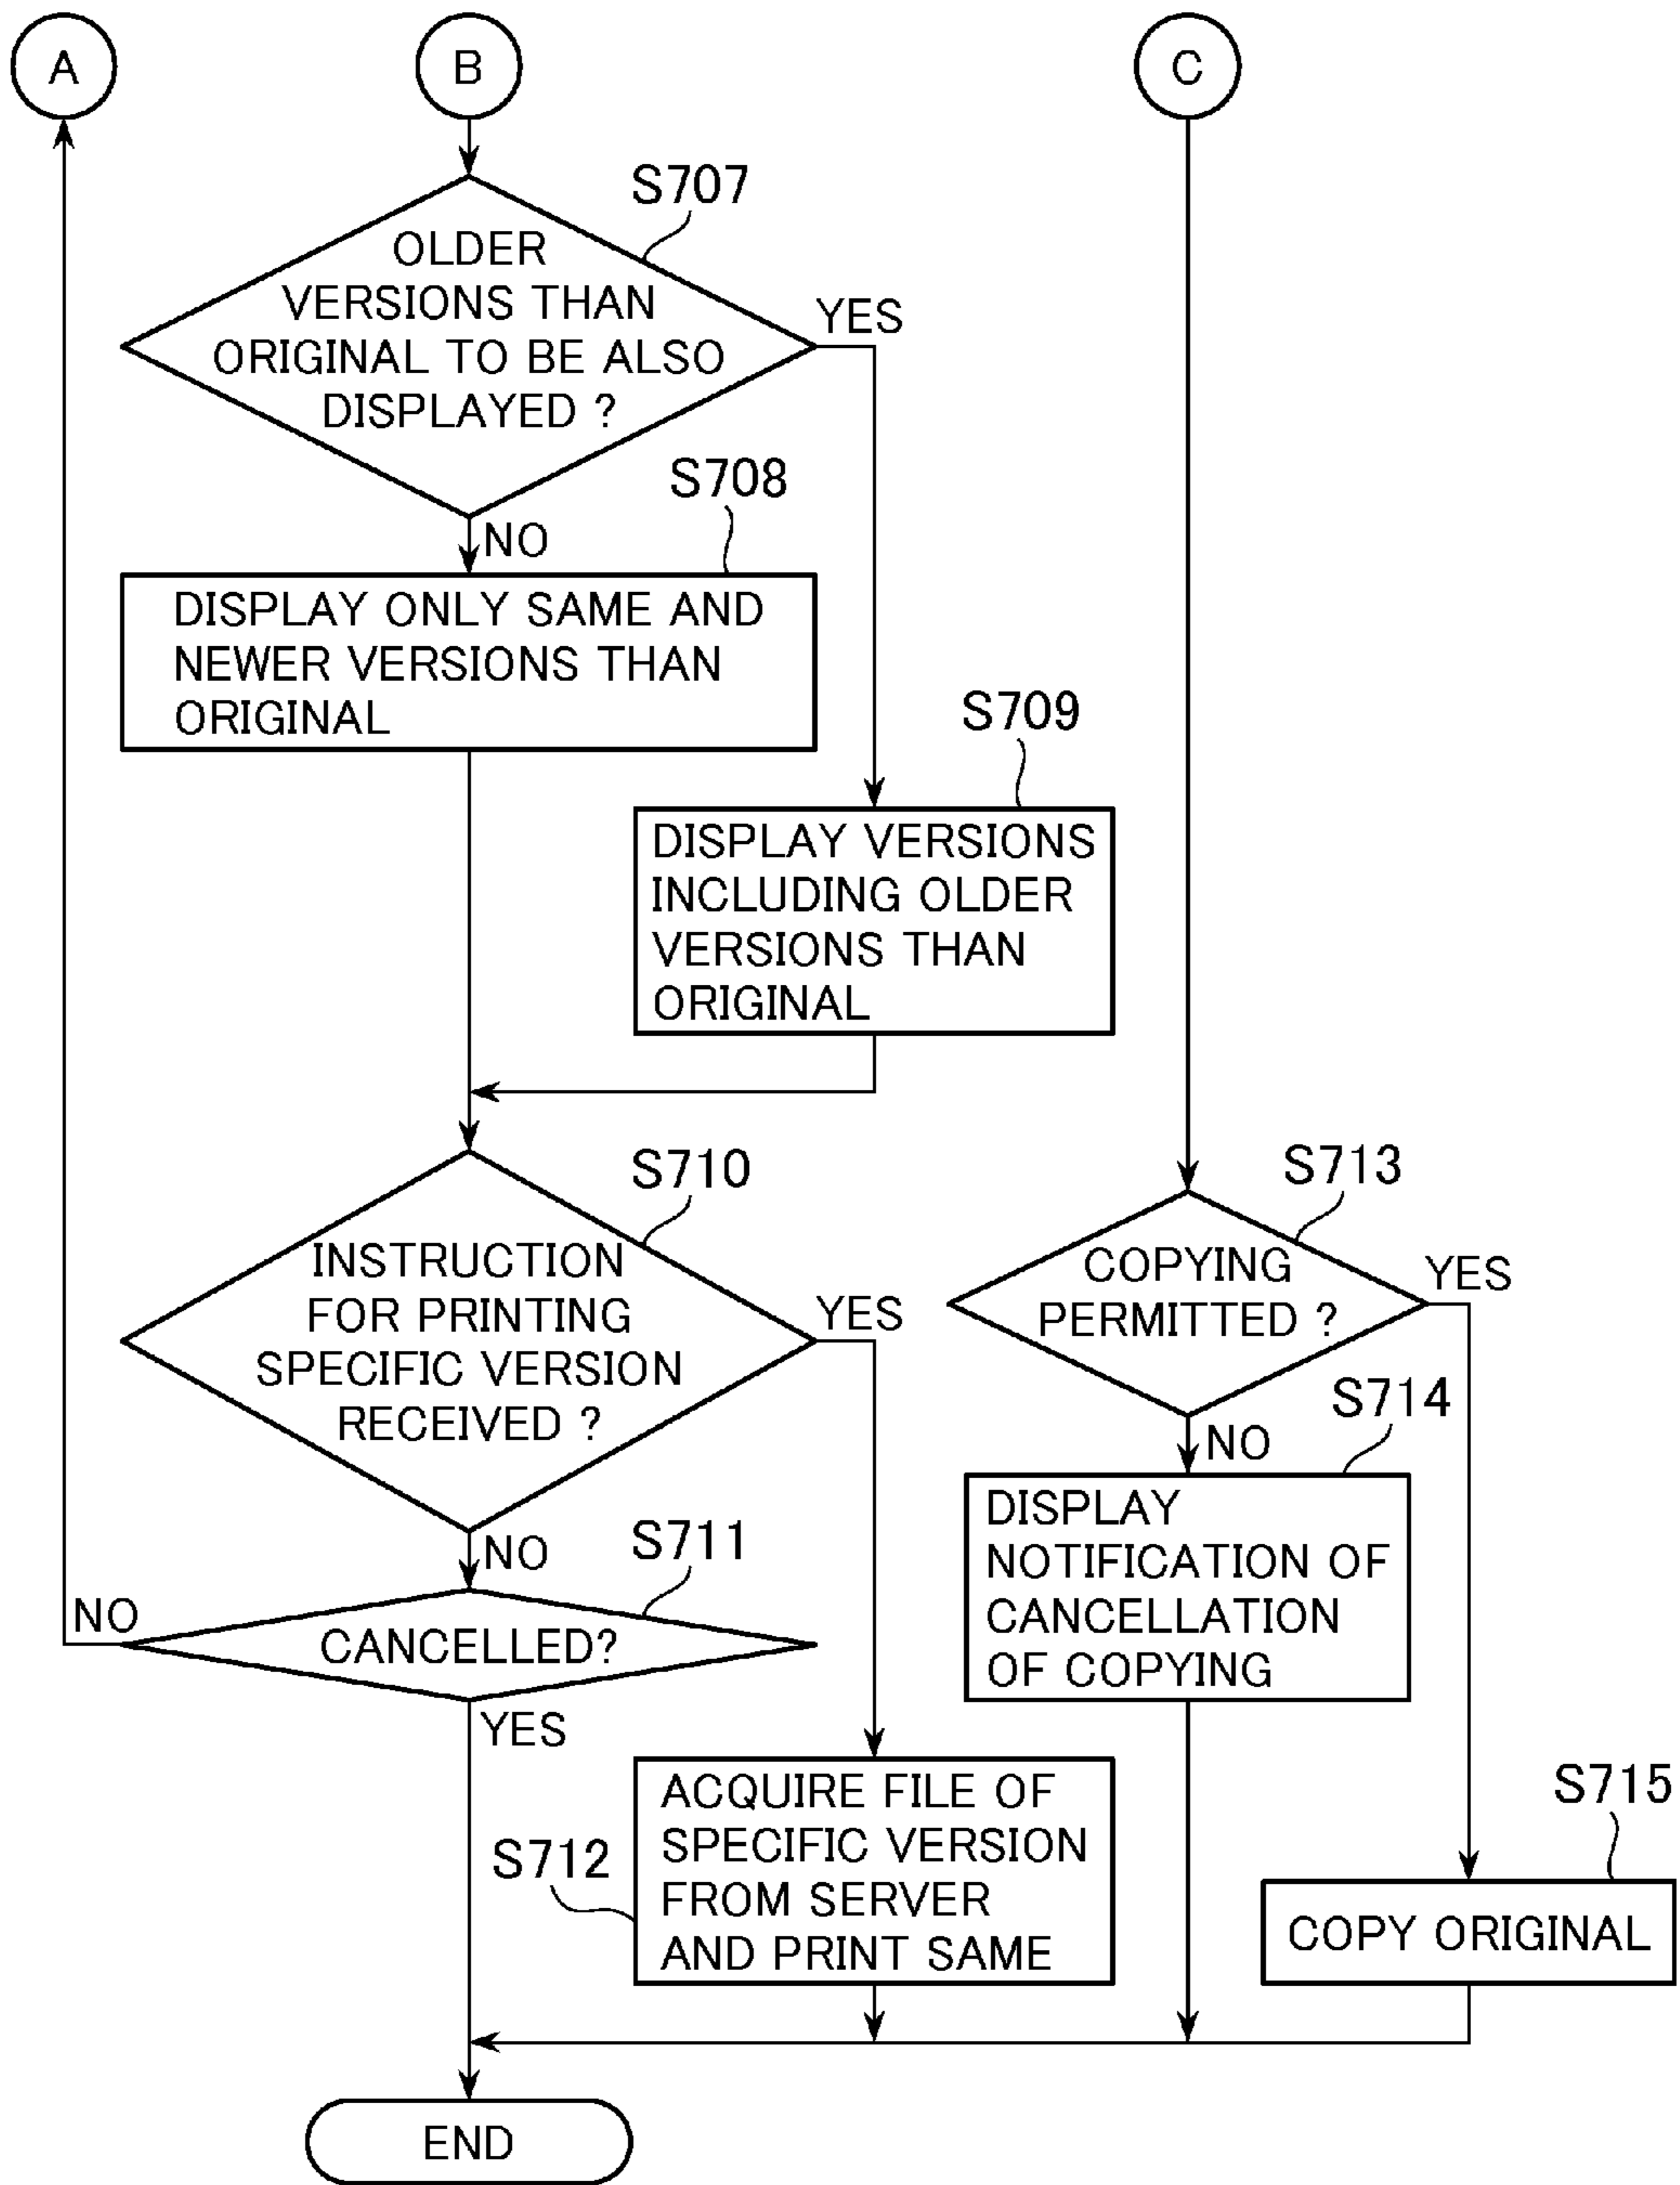 A
B
C
S707
OLDER
VERSIONS THAN
ORIGINAL TO BE ALSO
DISPLAYED ?
YES
NO
S708
DISPLAY ONLY SAME AND
NEWER VERSIONS THAN
ORIGINAL
S709
DISPLAY VERSIONS
INCLUDING OLDER
VERSIONS THAN
ORIGINAL
S710
INSTRUCTION
FOR PRINTING
SPECIFIC VERSION
RECEIVED ?
YES
NO
S711
CANCELLED?
NO
YES
S712
ACQUIRE FILE OF
SPECIFIC VERSION
FROM SERVER
AND PRINT SAME
S713
COPYING
PERMITTED ?
YES
NO
S714
DISPLAY
NOTIFICATION OF
CANCELLATION
OF COPYING
S715
COPY ORIGINAL
END